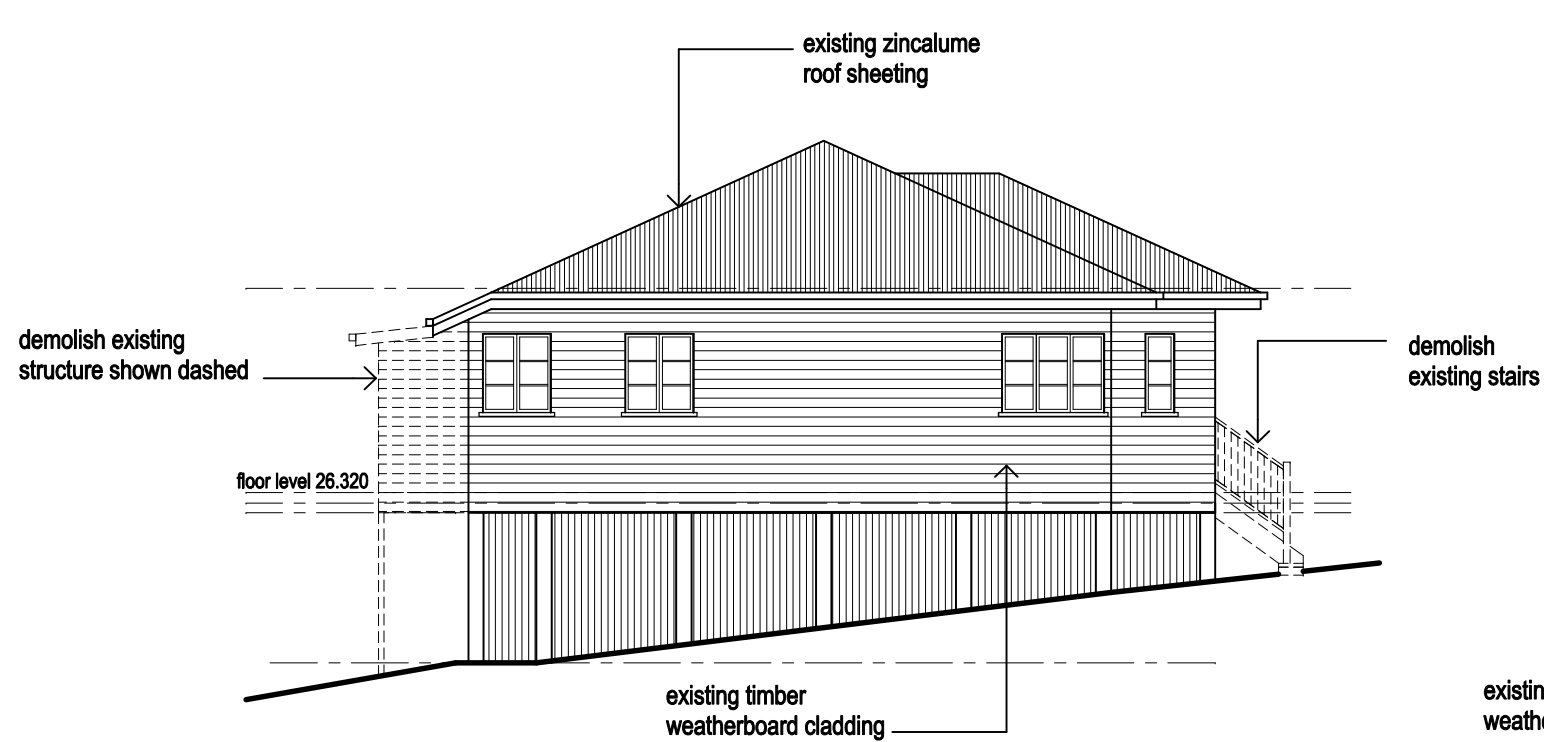 existing zincalume
roof sheeting
demolish existing
structure shown dashed
demolish
existing stairs
floor level 26.320
existing timber
weatherboard cladding